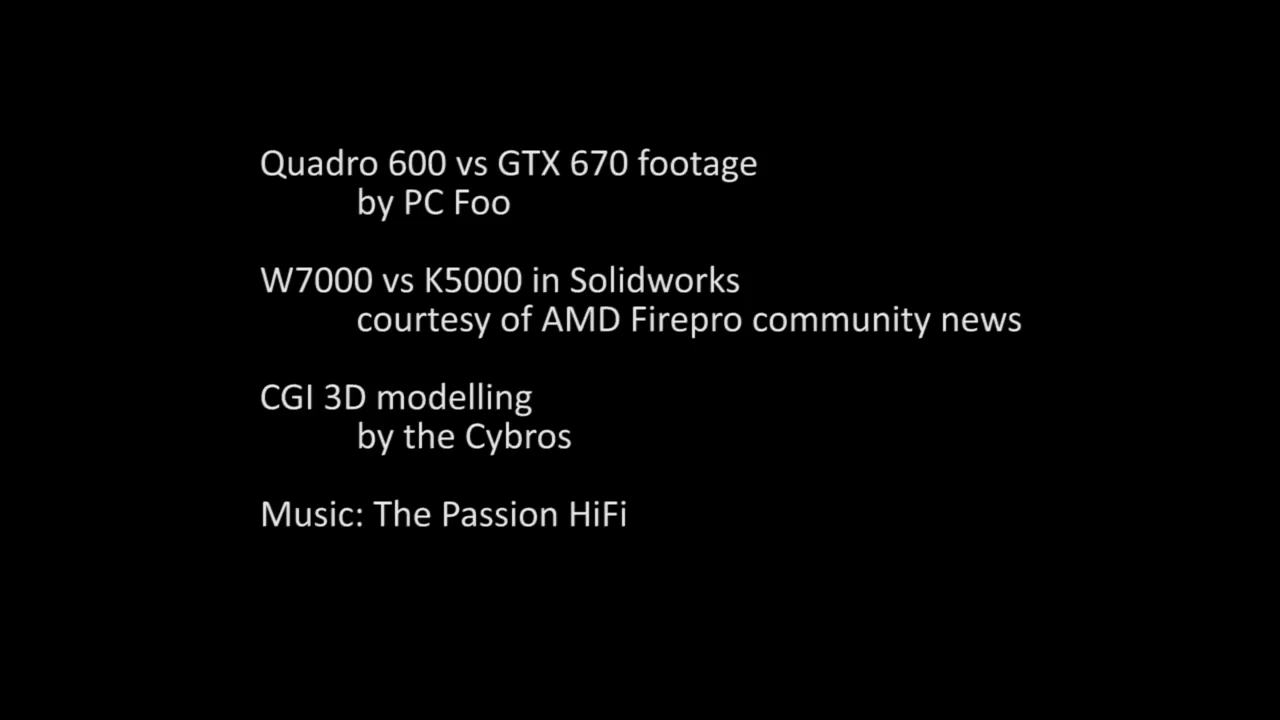 Quadro 600 vs GTX 670 footage
by PC Foo
W7000 vs K5000 in Solidworks
courtesy of AMD Firepro community news
CGI 3D modelling
by the Cybros
Music: The Passion HiFi